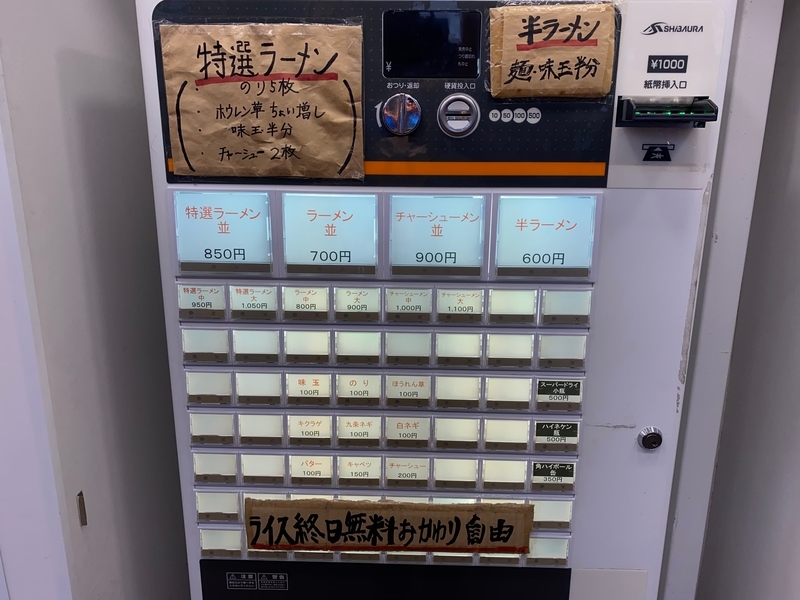 特選ラーメン
のり5枚
・ホウレン草ちょい増し
・味玉半分
・チャーシュー2枚
¥
おつり・返却
硬貨投入口
10 50 100 500
半ラーメン
麺・味玉半分
SHIBAURA
¥1000
紙幣挿入口
特選ラーメン
並
850円
ラーメン
並
700円
チャーシューメン
並
900円
半ラーメン
600円
特選ラーメン
中
950円
特選ラーメン
大
1,050円
ラーメン
中
800円
ラーメン
大
900円
チャーシューメン
中
1,000円
チャーシューメン
大
1,100円
味玉
100円
のり
100円
ほうれん草
100円
スーパードライ
小瓶
500円
キクラゲ
100円
九条ネギ
100円
白ネギ
100円
ハイネケン
瓶
500円
バター
100円
キャベツ
150円
チャーシュー
200円
角ハイボール
缶
350円
ライス終日無料おかわり自由
注意
警告